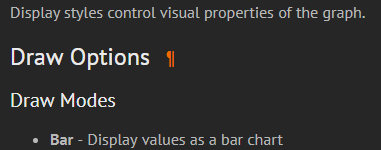 Display styles control visual properties of the graph.
Draw Options ¶
Draw Modes
• Bar - Display values as a bar chart